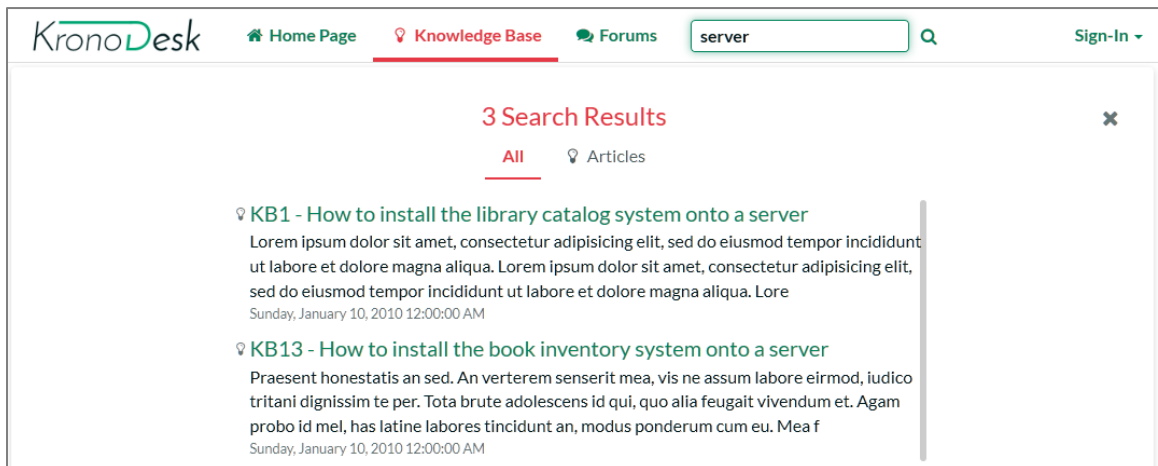 KronoDesk Home Page Knowledge Base Forums server Sign-In
3 Search Results
All Articles
KB1 - How to install the library catalog system onto a server
Lorem ipsum dolor sit amet, consectetur adipisicing elit, sed do eiusmod tempor incididunt
ut labore et dolore magna aliqua. Lorem ipsum dolor sit amet, consectetur adipisicing elit,
sed do eiusmod tempor incididunt ut labore et dolore magna aliqua. Lore
Sunday, January 10, 2010 12:00:00 AM
KB13 - How to install the book inventory system onto a server
Praesent honestatis an sed. An verterem senserit mea, vis ne assum labore eirmod, iudico
tritani dignissim te per. Tota brute adolescens id qui, quo alia feugait vivendum et. Agam
probo id mel, has latine labores tincidunt an, modus ponderum cum eu. Mea f
Sunday, January 10, 2010 12:00:00 AM